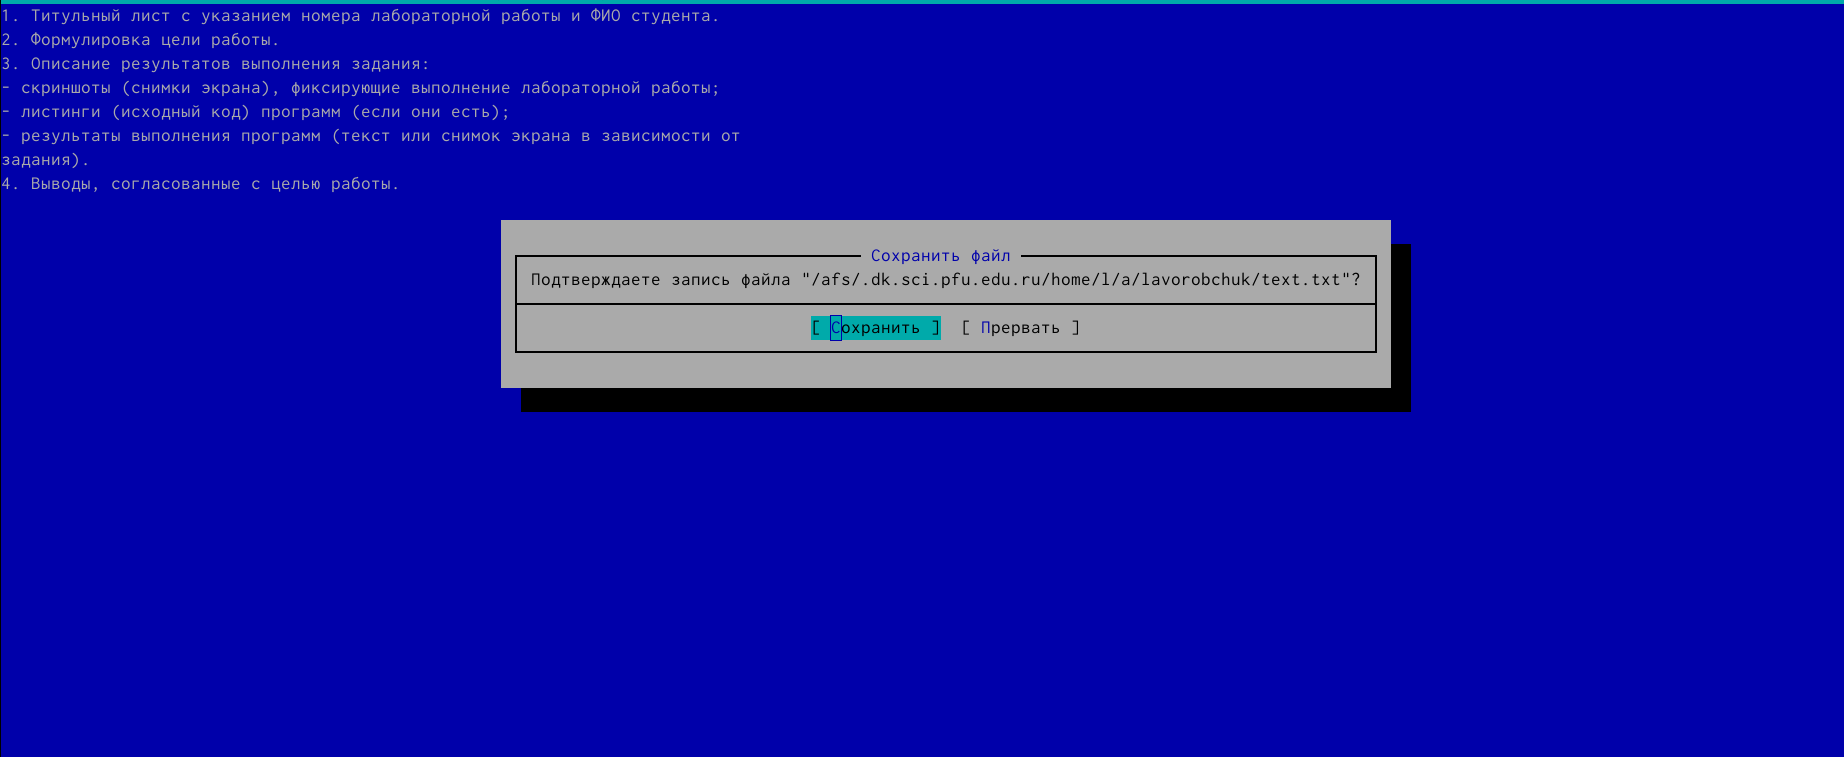 1. Титульный лист с указанием номера лабораторной работы и ФИО студента.
2. Формулировка цели работы.
3. Описание результатов выполнения задания:
- скриншоты (снимки экрана), фиксирующие выполнение лабораторной работы;
- листинги (исходный код) программ (если они есть);
- результаты выполнения программ (текст или снимок экрана в зависимости от
задания).
4. Выводы, согласованные с целью работы.
Сохранить файл
Подтверждаете запись файла "/afs/.dk.sci.pfu.edu.ru/home/l/a/lavorobchuk/text.txt"?
[ Сохранить ] [ Прервать ]